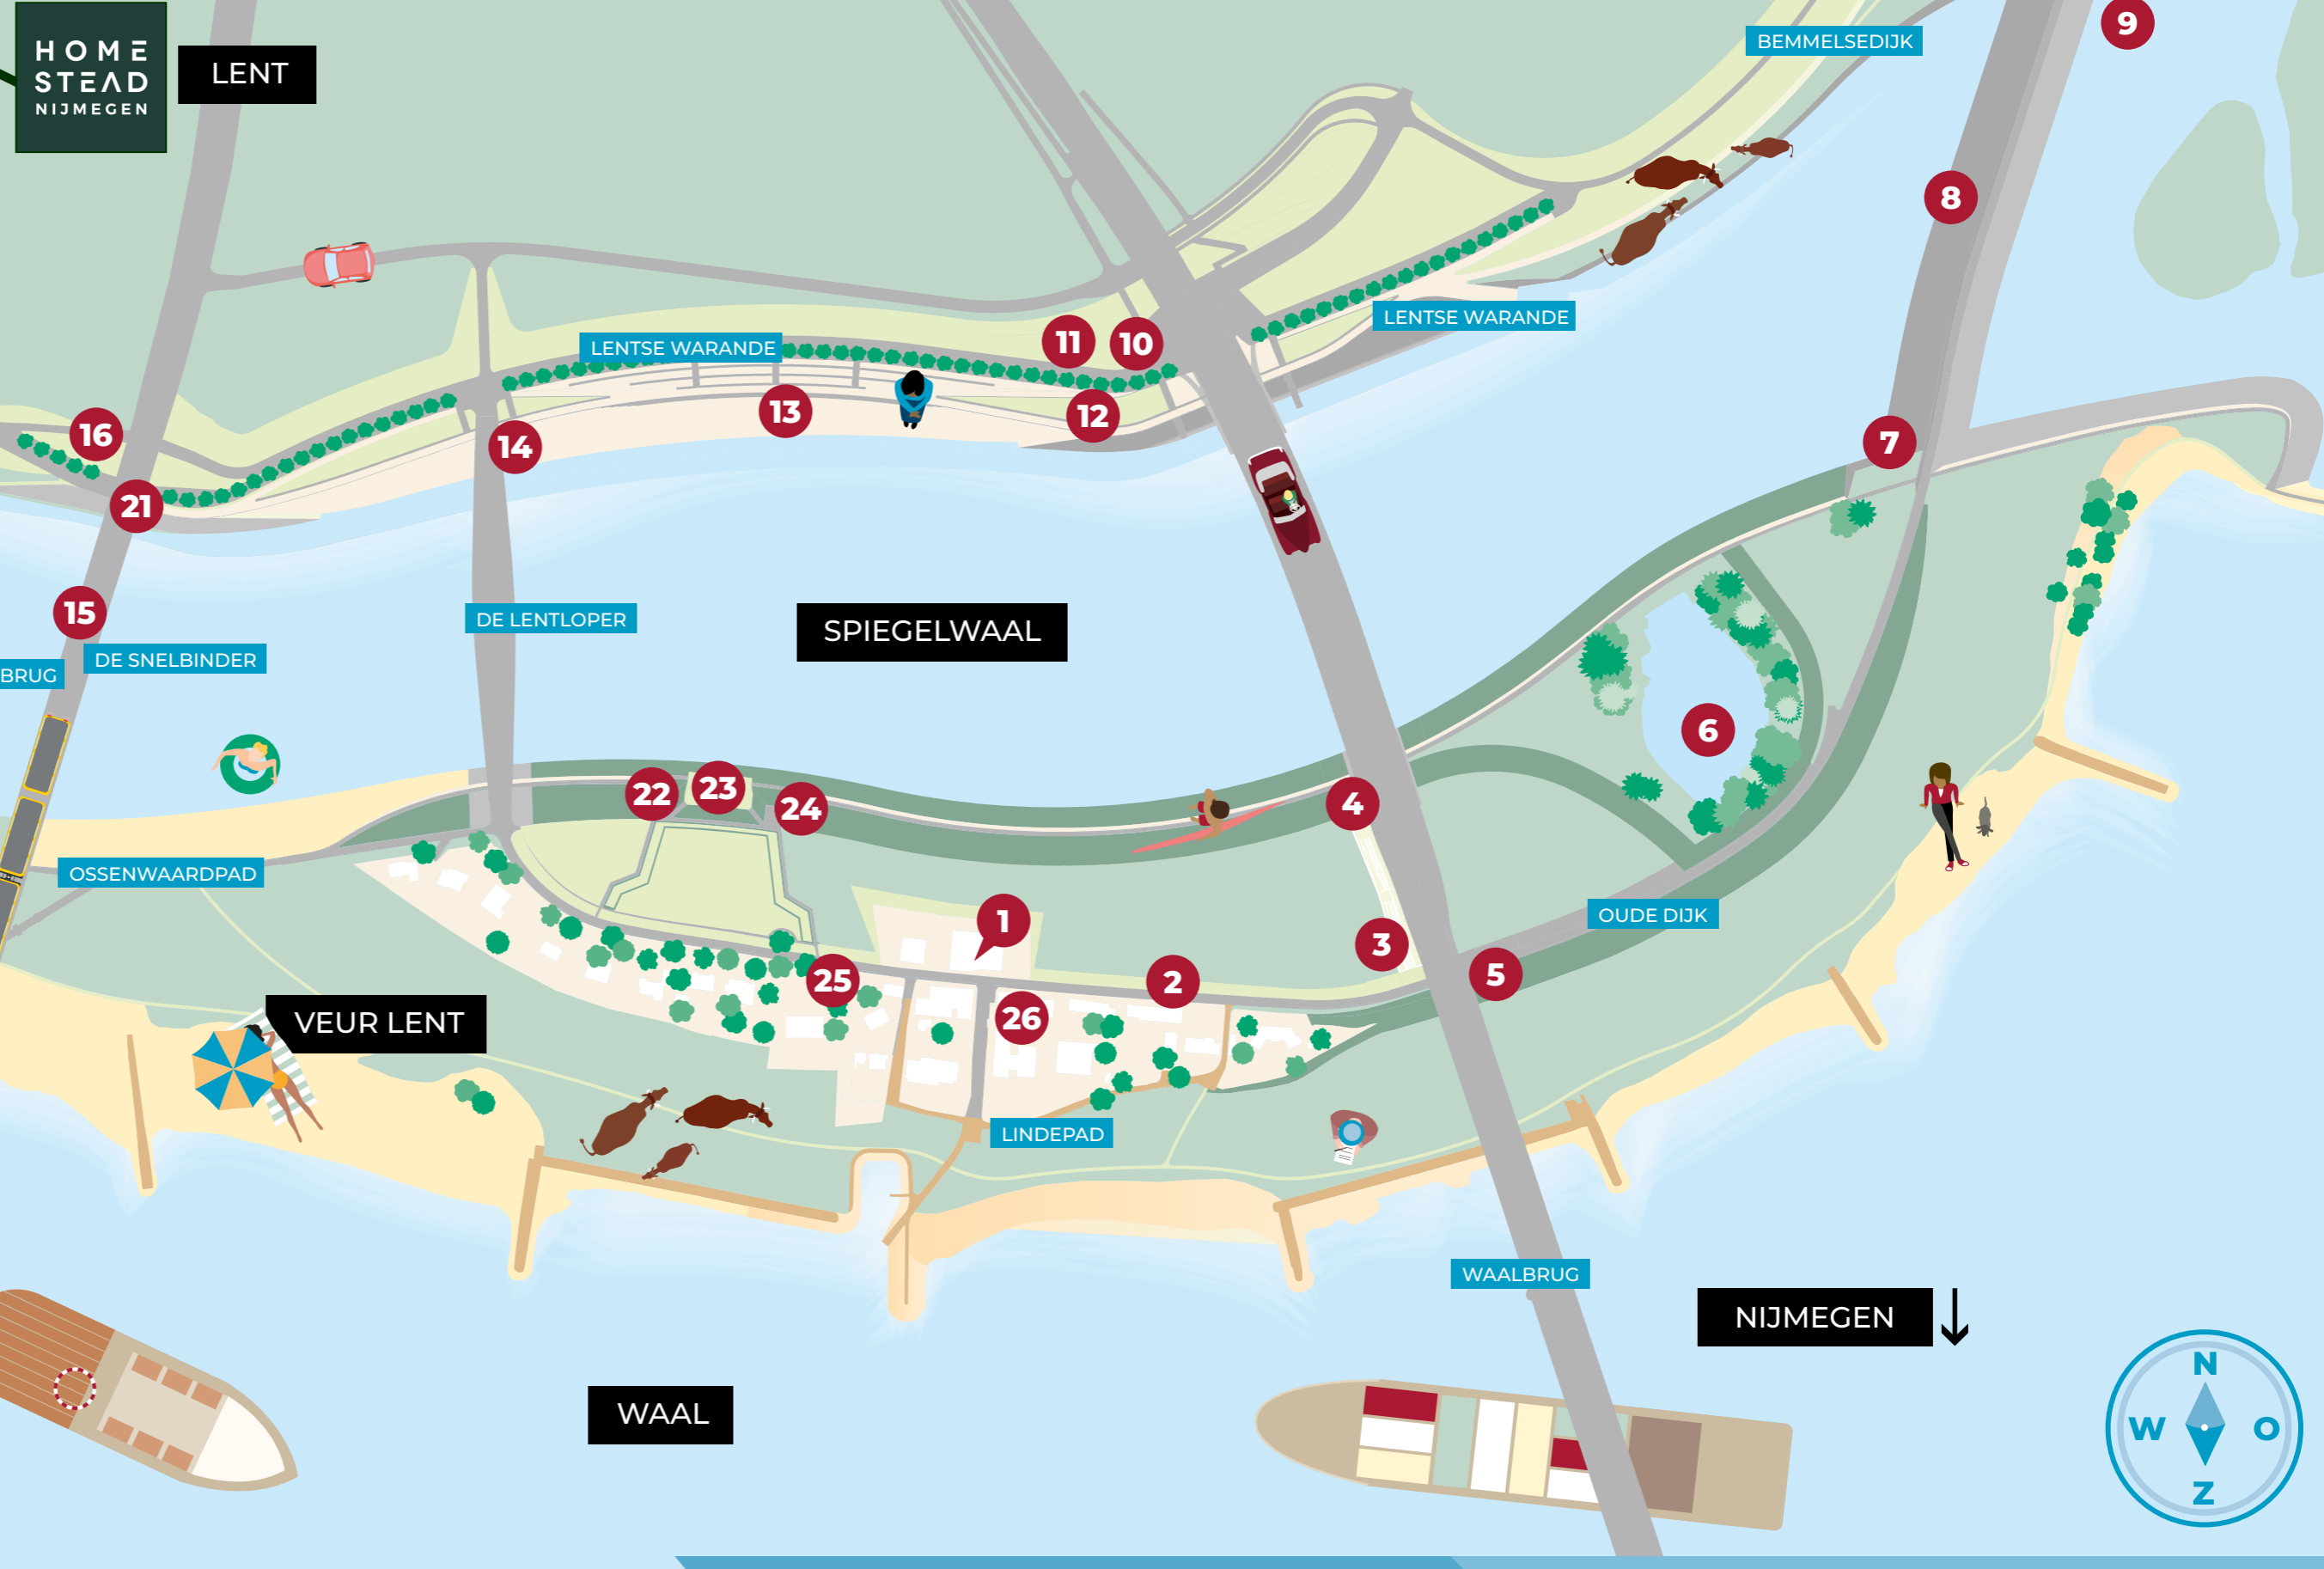 HOME
STEAD
NIJMEGEN
LENT
BEMMELSEDIJK
9
8
LENTSE WARANDE
LENTSE WARANDE
11
10
13
12
16
14
7
21
15
DE LENTLOPER
SPIEGELWAAL
DE SNELBINDER
BRUG
6
22
23
24
4
OSSENWAARDPAD
OUDE DIJK
1
3
5
25
2
26
VEUR LENT
LINDEPAD
WAALBRUG
NIJMEGEN
WAAL
N
W
O
Z